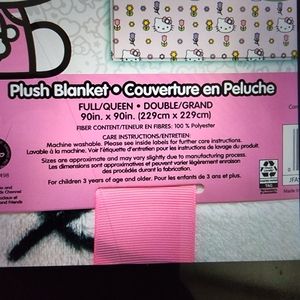 Plush Blanket • Couverture en Peluche
FULL/QUEEN • DOUBLE/GRAND
90in. x 90in. (229cm x 229cm)
FIBER CONTENT/TENEUR EN FIBRES: 100 % Polyester
CARE INSTRUCTIONS/ENTRETIEN:
Machine washable. Please see inside labels for further care instructions.
Lavable à la machine. Voir l'étiquette d'entretien pour les instructions de lavage du produit.
Sizes are approximate and may vary slightly due to manufacturing process.
Les dimensions sont approximatives et peuvent varier légèrement en raison
des procédés de fabrication.
For children 3 years of age and older. Pour les enfants de 3 ans et plus.
TAG